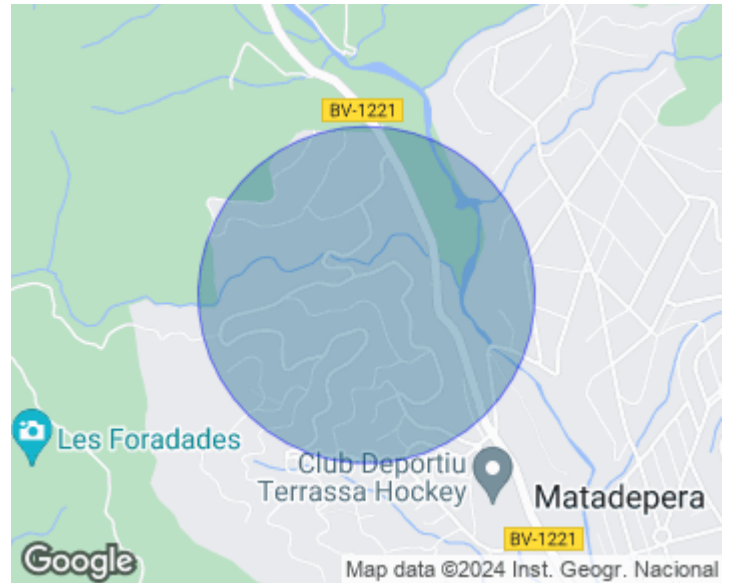 BV-1221
Les Foradades
Club Deportiu
Terrassa Hockey
Matadepera
BV-1221
Google
Map data ©2024 Inst. Geogr. Nacional